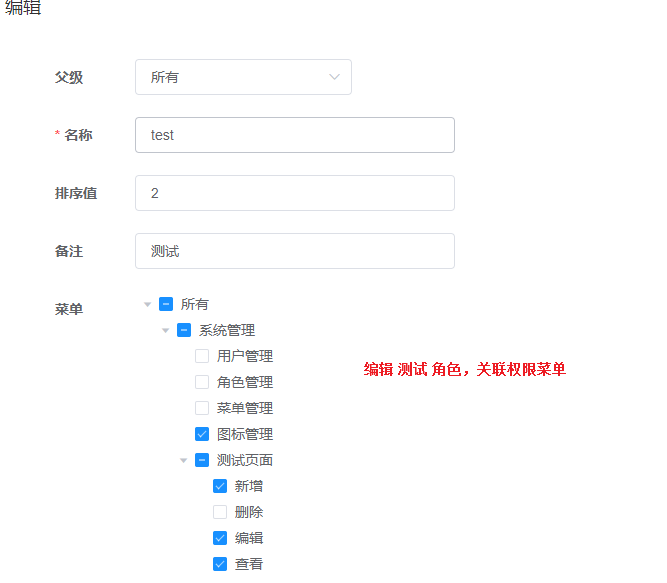 编辑
父级 所有
* 名称 test
排序值 2
备注 测试
菜单 所有
系统管理
用户管理
编辑 测试 角色，关联权限菜单
角色管理
菜单管理
图标管理
测试页面
新增
删除
编辑
查看